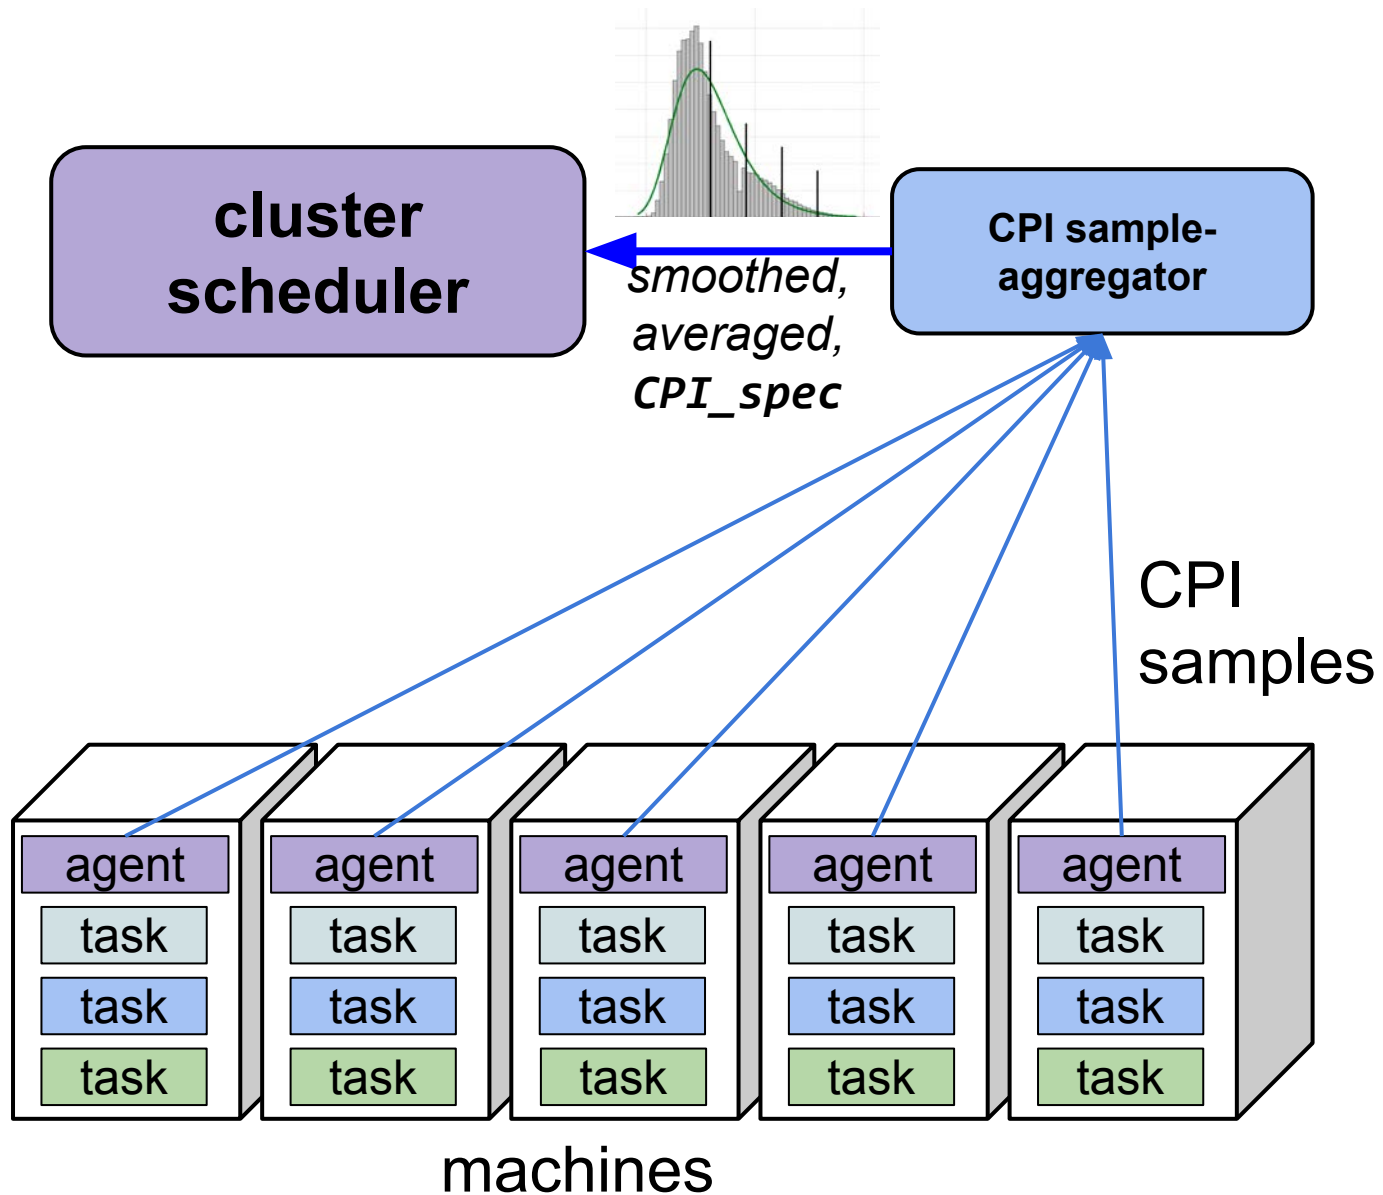 cluster
scheduler
CPI sample-
aggregator
smoothed,
averaged,
CPI_spec
CPI
samples
agent agent agent agent agent
task task task task task
task task task task task
task task task task task
machines